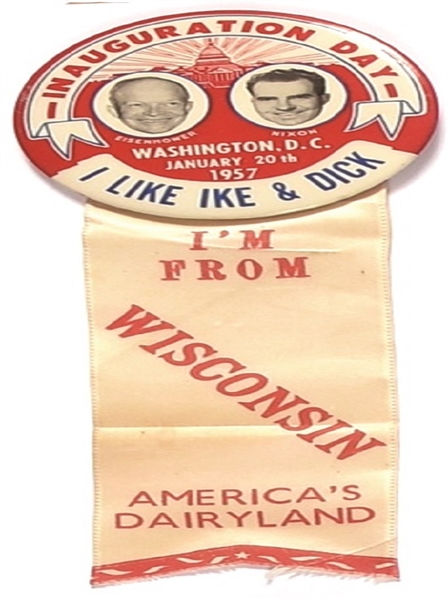 INAUGURATION DAY
EISENHOWER
NIXON
WASHINGTON, D.C.
JANUARY 20th
1957
I LIKE IKE & DICK
I'M
FROM
WISCONSIN
AMERICA'S
DAIRYLAND